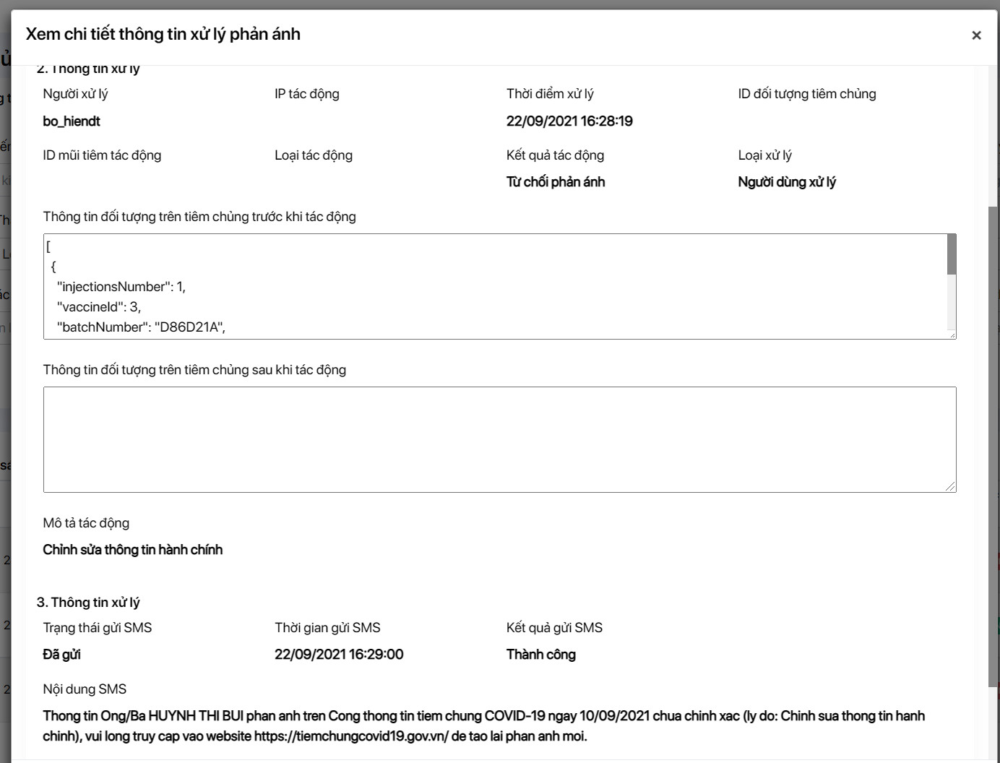 Xem chi tiết thông tin xử lý phản ánh
×
2. Thông tin xử lý
Người xử lý
IP tác động
Thời điểm xử lý
ID đối tượng tiêm chủng
bo_hiendt
22/09/2021 16:28:19
ID mũi tiêm tác động
Loại tác động
Kết quả tác động
Loại xử lý
Từ chối phản ánh
Người dùng xử lý
Thông tin đối tượng trên tiêm chủng trước khi tác động
[
{
"injectionsNumber": 1,
"vaccineId": 3,
"batchNumber": "D86D21A",
Thông tin đối tượng trên tiêm chủng sau khi tác động
Mô tả tác động
Chỉnh sửa thông tin hành chính
3. Thông tin xử lý
Trạng thái gửi SMS
Thời gian gửi SMS
Kết quả gửi SMS
Đã gửi
22/09/2021 16:29:00
Thành công
Nội dung SMS
Thong tin Ong/Ba HUYNH THI BUI phan anh tren Cong thong tin tiem chung COVID-19 ngay 10/09/2021 chua chinh xac (ly do: Chinh sua thong tin hanh
chinh), vui long truy cap vao website https://tiemchungcovid19.gov.vn/ de tao lai phan anh moi.